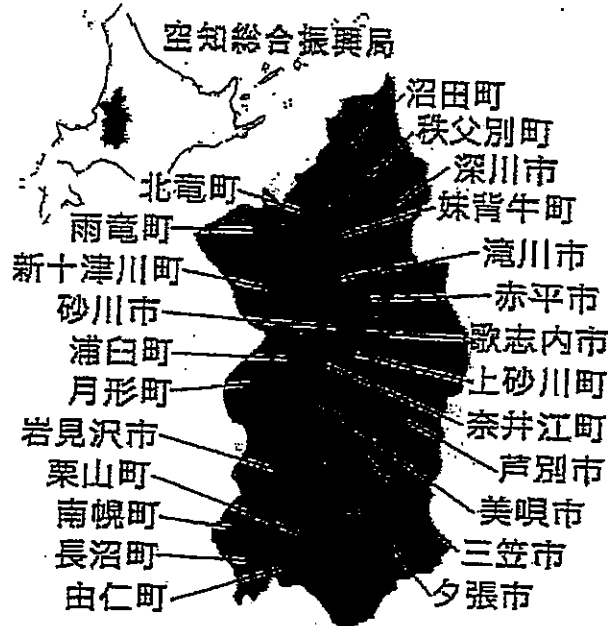 空知総合振興局
沼田町
秩父別町
深川市
北竜町
妹背牛町
雨竜町
滝川市
新十津川町
赤平市
砂川市
歌志内市
浦臼町
上砂川町
月形町
奈井江町
岩見沢市
芦別市
栗山町
美唄市
南幌町
三笠市
長沼町
夕張市
由仁町